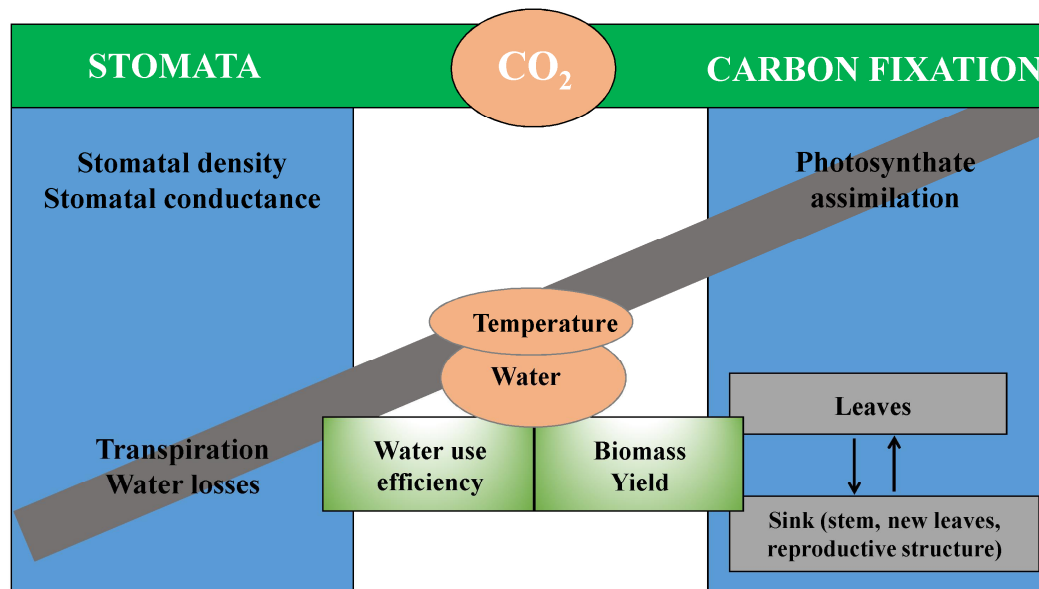 STOMATA
CO₂
CARBON FIXATION
Stomatal density
Stomatal conductance
Photosynthate
assimilation
Temperature
Water
Transpiration
Water losses
Water use
efficiency
Biomass
Yield
Leaves
Sink (stem, new leaves,
reproductive structure)